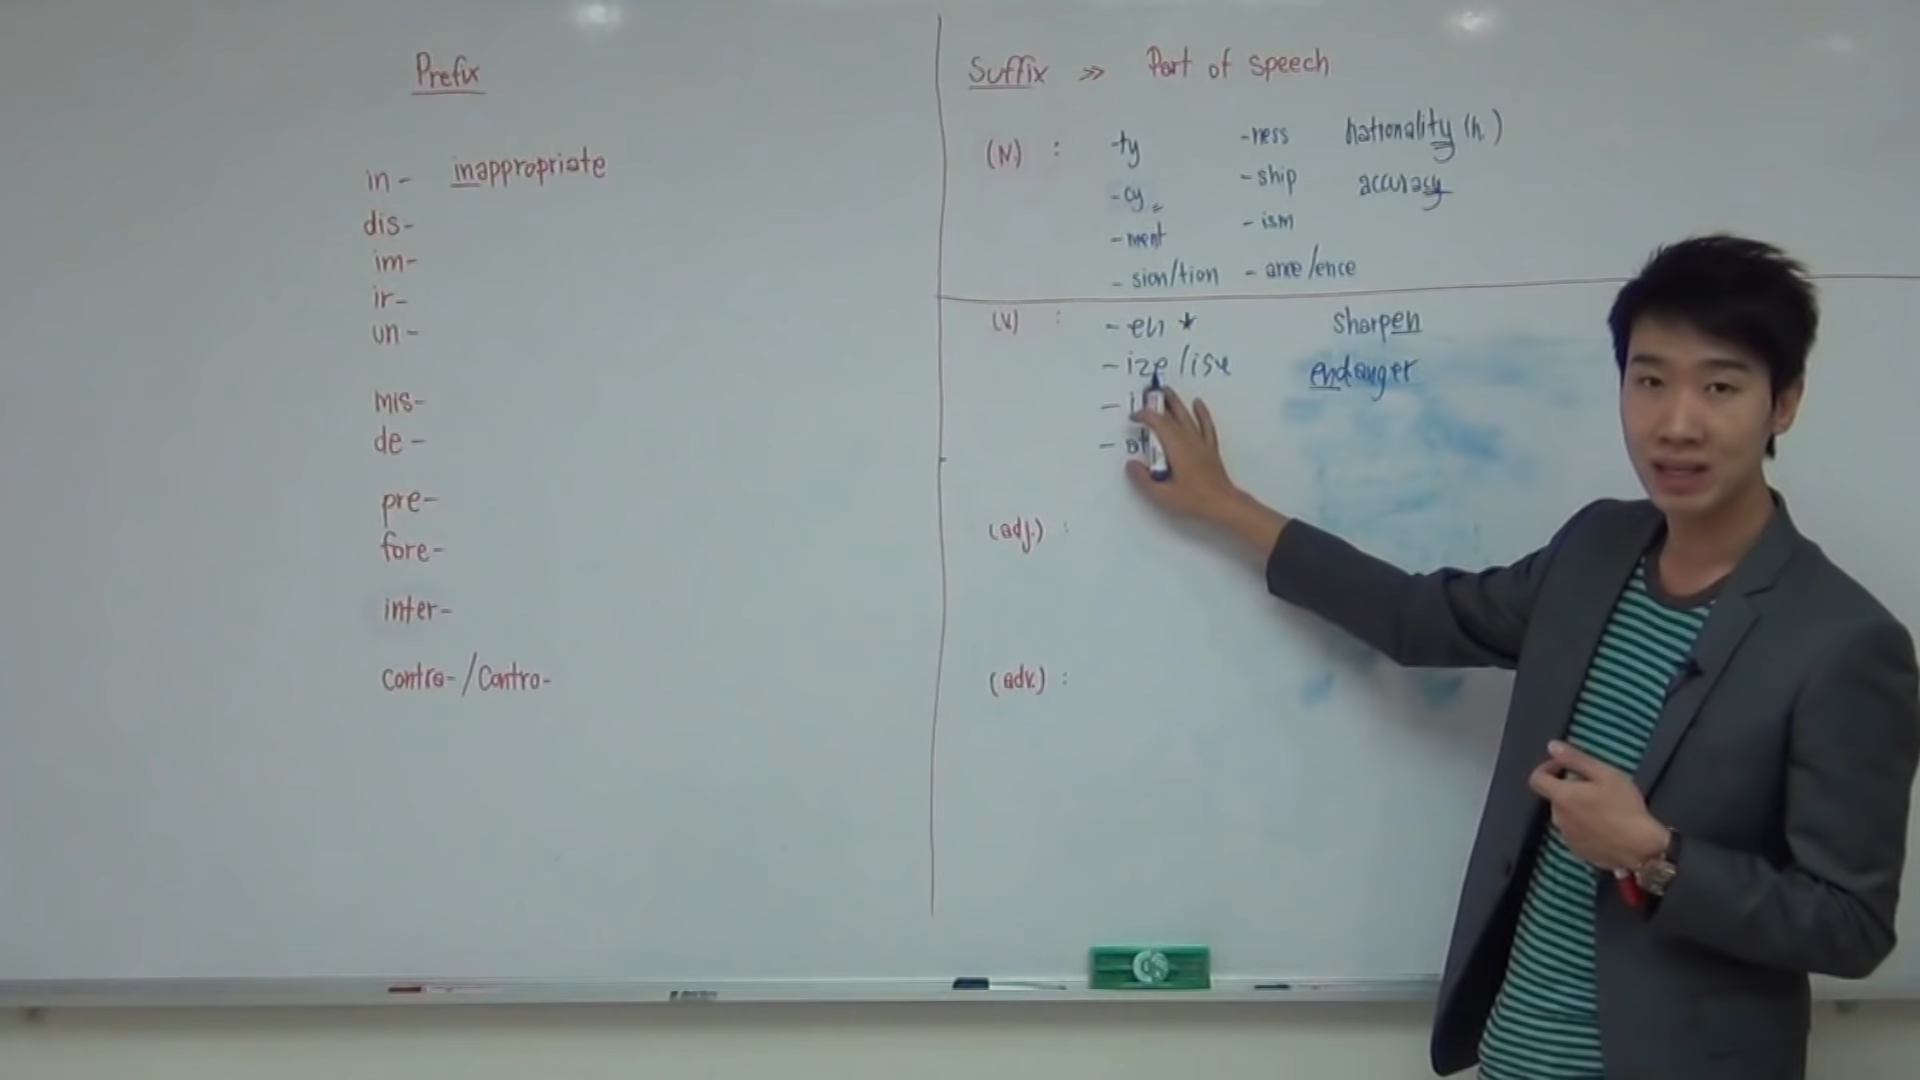 Prefix
in- inappropriate
dis-
im-
ir-
un-
mis-
de-
pre-
fore-
inter-
contra-/Contro-
Suffix >> Part of speech
(N.) : -ty -ness nationality (n.)
-cy -ship accuracy
-ment -ism
-sion/tion -ance/ence
(V) : -en * sharpen
-ize/ise endanger
(adj.) :
(adv.) :